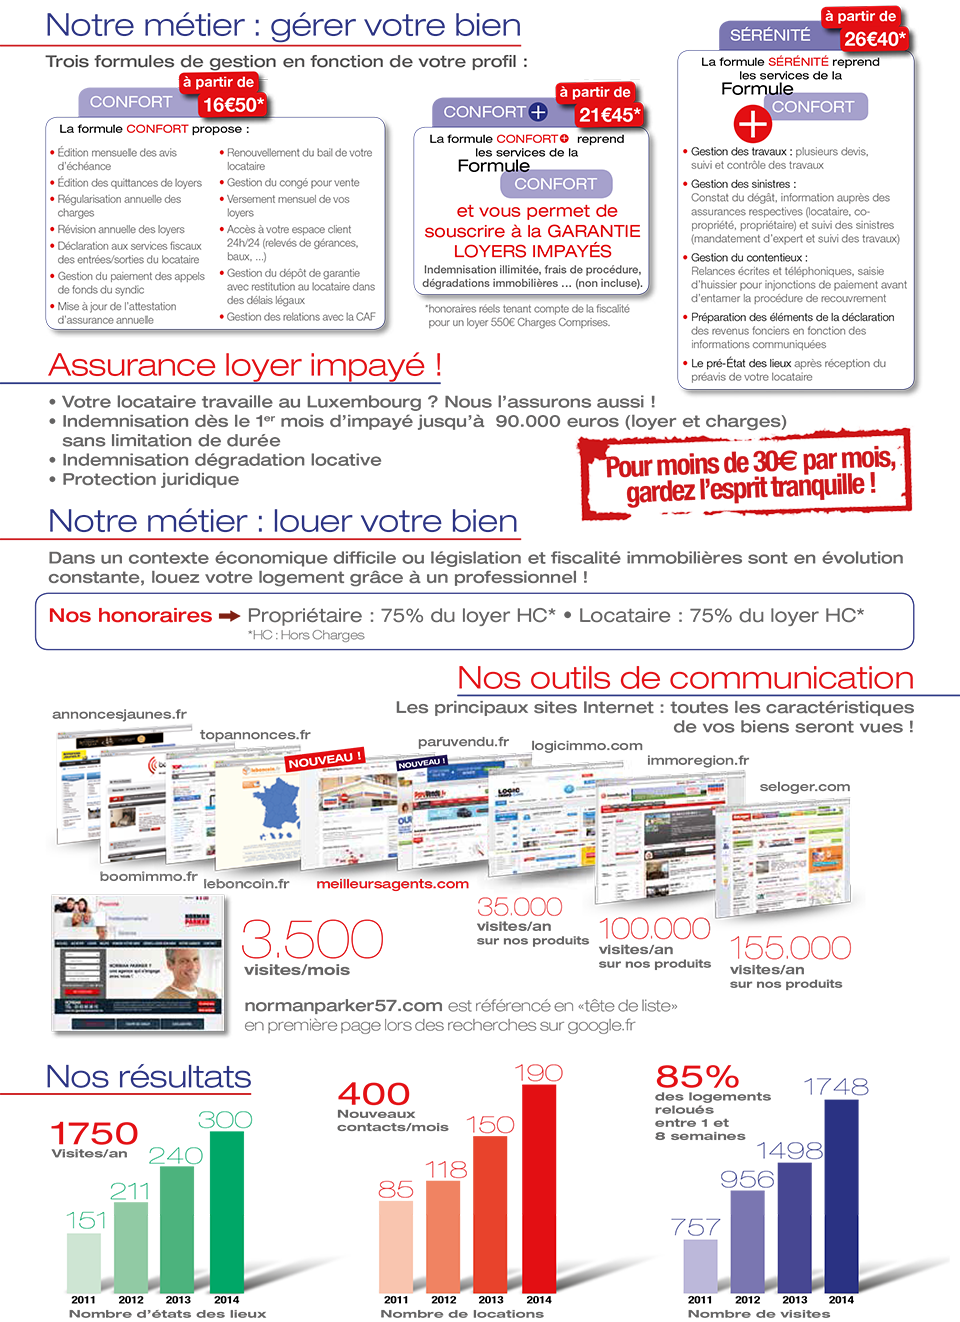 Notre métier : gérer votre bien
Trois formules de gestion en fonction de votre profil :
CONFORT
à partir de
16€50*
La formule CONFORT propose :
• Édition mensuelle des avis
d'échéance
• Édition des quittances de loyers
• Régularisation annuelle des
charges
• Révision annuelle des loyers
• Déclaration aux services fiscaux
des entrées/sorties du locataire
• Gestion du paiement des appels
de fonds du syndic
• Mise à jour de l'attestation
d'assurance annuelle
• Renouvellement du bail de votre
locataire
• Gestion du congé pour vente
• Versement mensuel de vos
loyers
• Accès à votre espace client
24h/24 (relevés de gérances,
baux, ...)
• Gestion du dépôt de garantie
avec restitution au locataire dans
des délais légaux
• Gestion des relations avec la CAF
CONFORT +
à partir de
21€45*
La formule CONFORT+ reprend
les services de la
Formule
CONFORT
et vous permet de
souscrire à la GARANTIE
LOYERS IMPAYÉS
Indemnisation illimitée, frais de procédure,
dégradations immobilières ... (non incluse).
*honoraires réels tenant compte de la fiscalité
pour un loyer 550€ Charges Comprises.
SÉRÉNITÉ
à partir de
26€40*
La formule SÉRÉNITÉ reprend
les services de la
Formule
CONFORT
+
• Gestion des travaux : plusieurs devis,
suivi et contrôle des travaux
• Gestion des sinistres :
Constat du dégât, information auprès des
assurances respectives (locataire, co-
propriété, propriétaire) et suivi des sinistres
(mandatement d'expert et suivi des travaux)
• Gestion du contentieux :
Relances écrites et téléphoniques, saisie
d'huissier pour injonctions de paiement avant
d'entamer la procédure de recouvrement
• Préparation des éléments de la déclaration
des revenus fonciers en fonction des
informations communiquées
• Le pré-État des lieux après réception du
préavis de votre locataire
Assurance loyer impayé !
• Votre locataire travaille au Luxembourg ? Nous l'assurons aussi !
• Indemnisation dès le 1er mois d'impayé jusqu'à 90.000 euros (loyer et charges)
sans limitation de durée
• Indemnisation dégradation locative
• Protection juridique
Pour moins de 30€ par mois,
gardez l'esprit tranquille !
Notre métier : louer votre bien
Dans un contexte économique difficile ou législation et fiscalité immobilières sont en évolution
constante, louez votre logement grâce à un professionnel !
Nos honoraires Propriétaire : 75% du loyer HC* • Locataire : 75% du loyer HC*
*HC : Hors Charges
Nos outils de communication
Les principaux sites Internet : toutes les caractéristiques
de vos biens seront vues !
annoncesjaunes.fr
topannonces.fr
paruvendu.fr
logicimmo.com
immoregion.fr
seloger.com
NOUVEAU !
NOUVEAU !
boomimmo.fr
leboncoin.fr
meilleursagents.com
NORMAN
PARKER
3.500
visites/mois
35.000
visites/an
sur nos produits
100.000
visites/an
sur nos produits
155.000
visites/an
sur nos produits
normanparker57.com est référencé en «tête de liste»
en première page lors des recherches sur google.fr
Nos résultats
1750
Visites/an
151
211
240
300
2011 2012 2013 2014
Nombre d'états des lieux
400
Nouveaux
contacts/mois
85
118
150
190
2011 2012 2013 2014
Nombre de locations
85%
des logements
reloués
entre 1 et
8 semaines
757
956
1498
1748
2011 2012 2013 2014
Nombre de visites